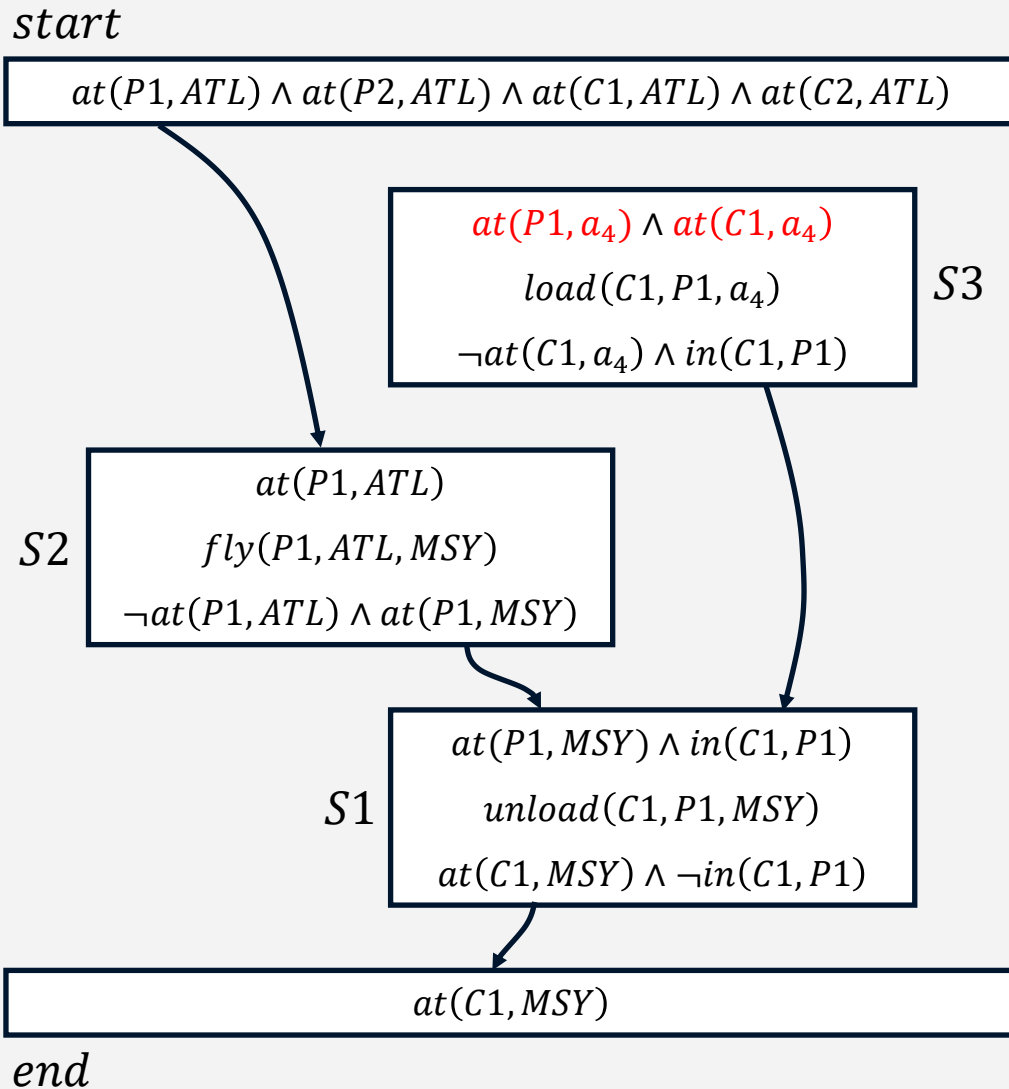 start
at(P1, ATL) ∧ at(P2, ATL) ∧ at(C1, ATL) ∧ at(C2, ATL)
at(P1, a₄) ∧ at(C1, a₄)
load(C1, P1, a₄)
¬at(C1, a₄) ∧ in(C1, P1)
S3
at(P1, ATL)
S2
fly(P1, ATL, MSY)
¬at(P1, ATL) ∧ at(P1, MSY)
at(P1, MSY) ∧ in(C1, P1)
S1
unload(C1, P1, MSY)
at(C1, MSY) ∧ ¬in(C1, P1)
at(C1, MSY)
end